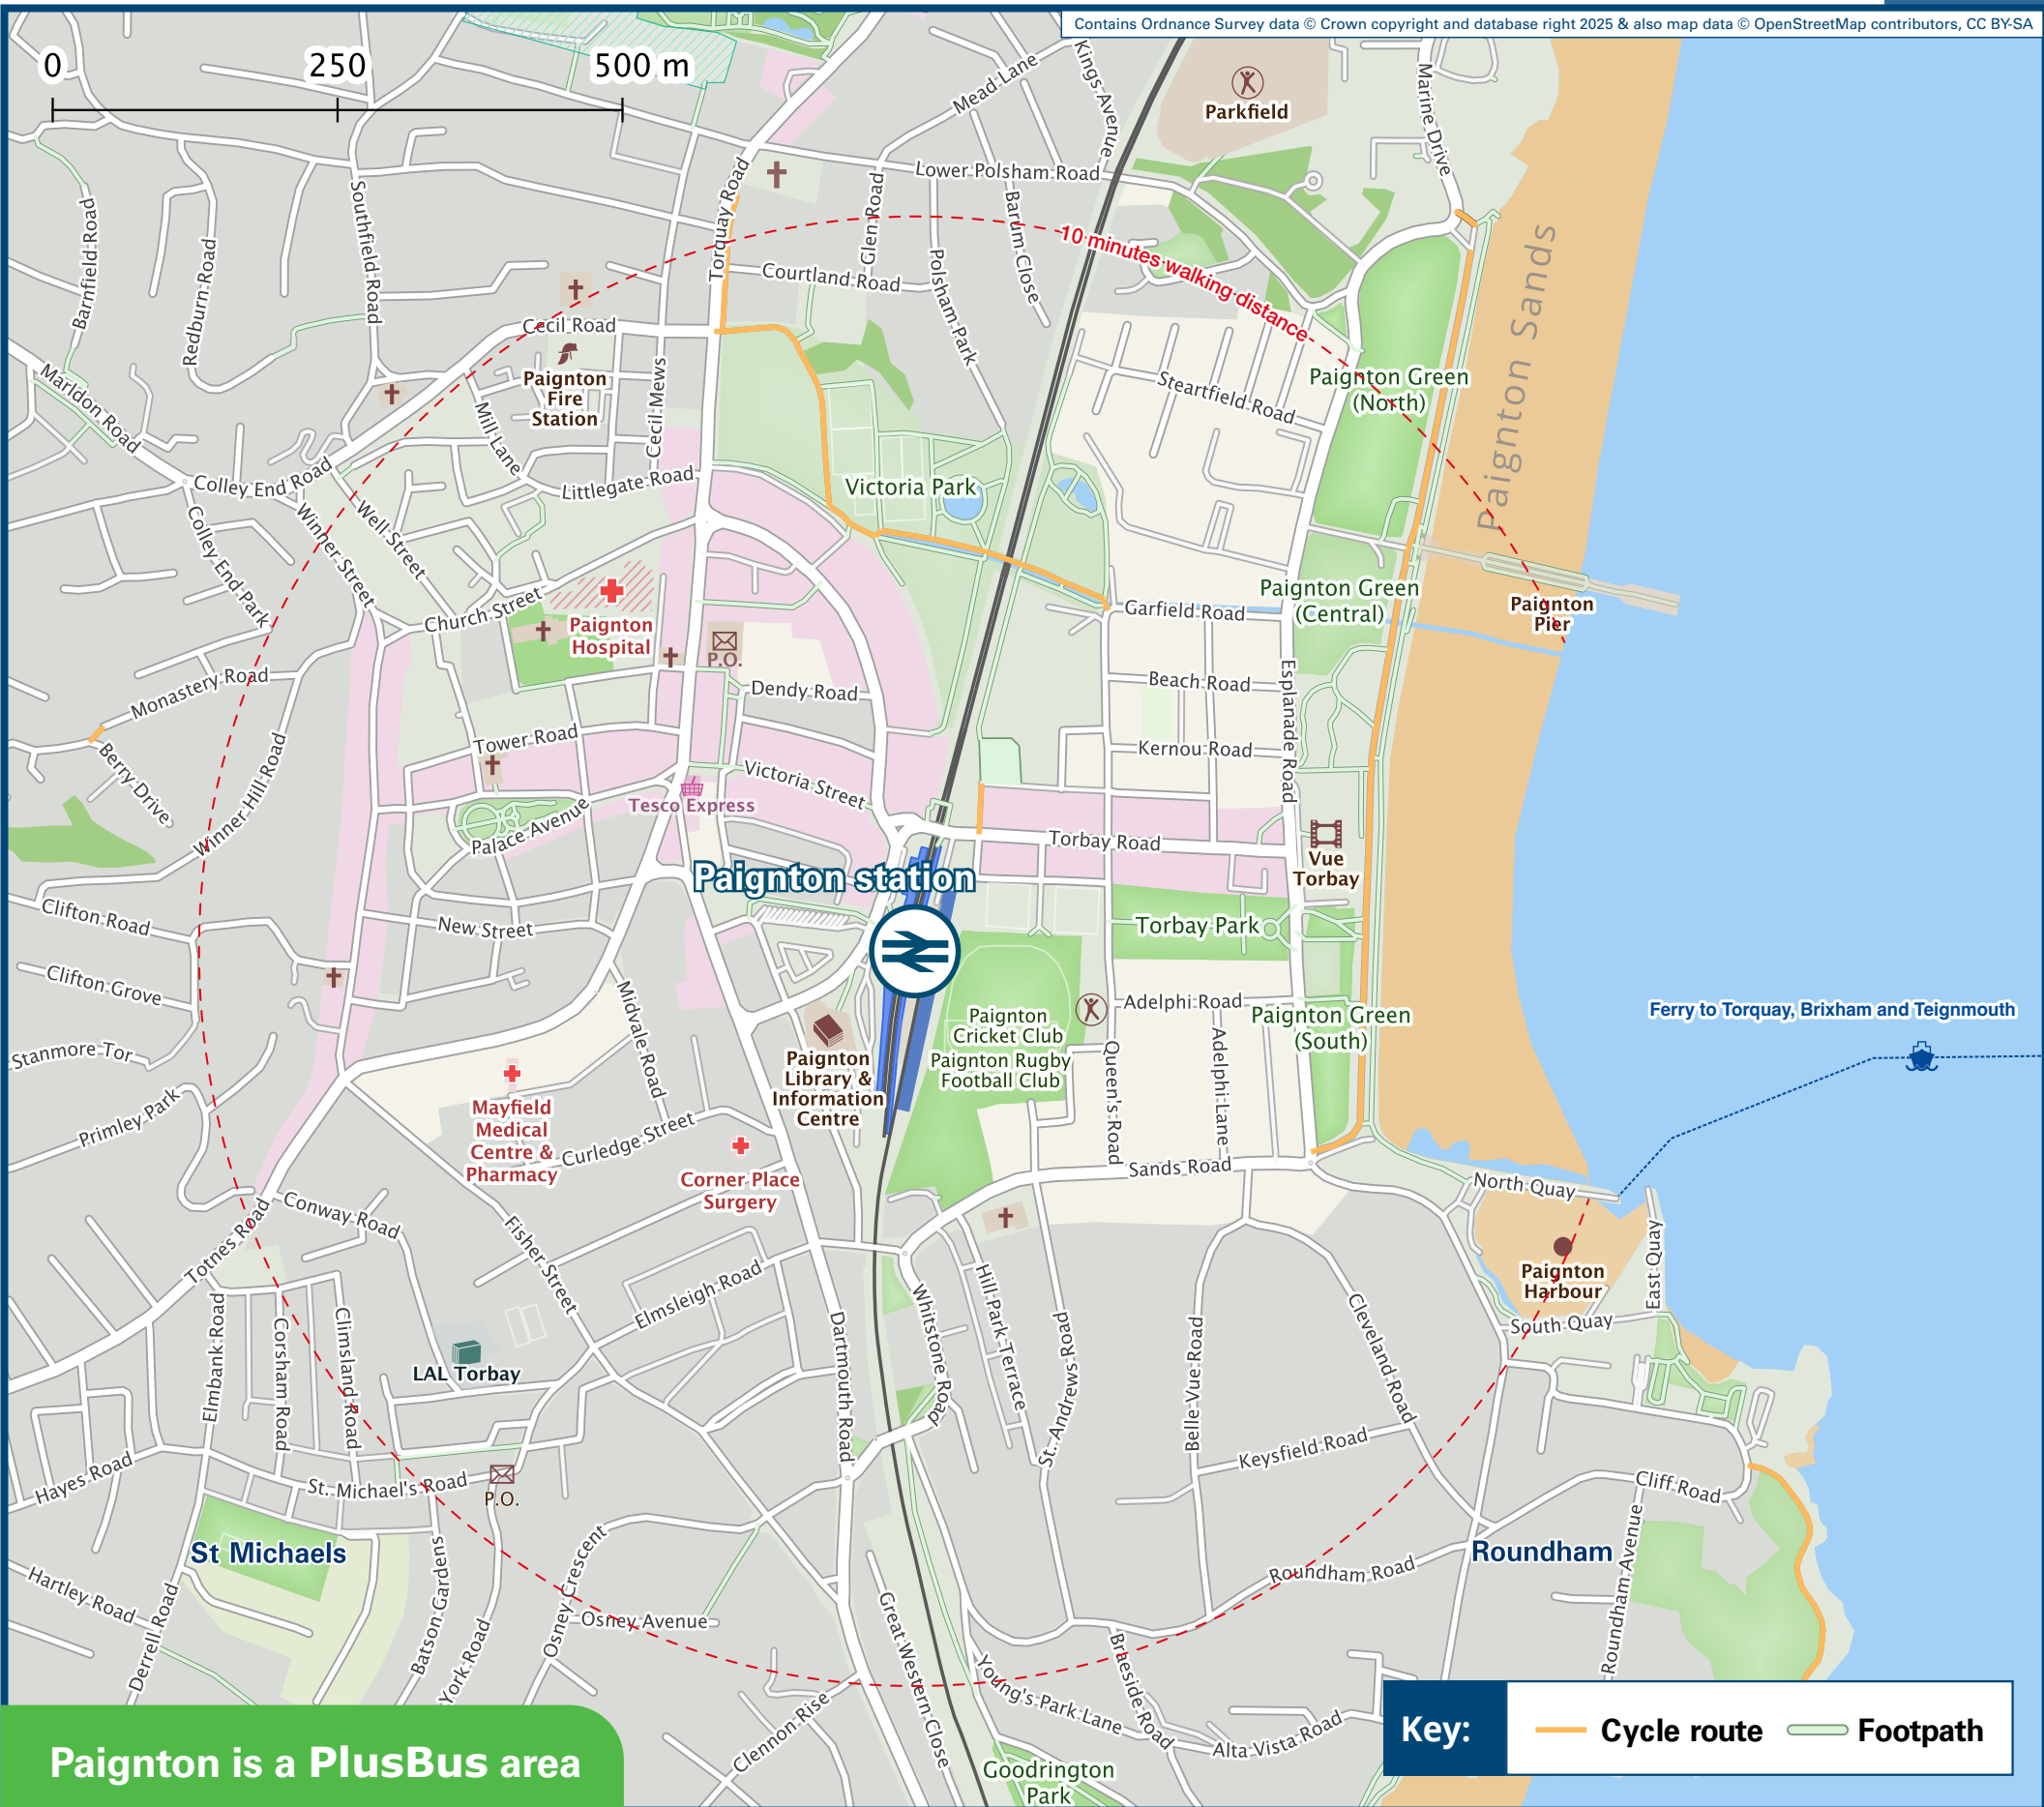 Contains Ordnance Survey data © Crown copyright and database right 2025 & also map data © OpenStreetMap contributors, CC BY-SA
0
250
500 m
Mead Lane
Kings Avenue
Parkfield
Marine Drive
Lower Polsham Road
Torquay Road
Glen Road
Barum Close
Southfield Road
Barnfield Road
Redburn Road
10 minutes walking distance
Courtland Road
Polsham Park
Paignton Sands
Cecil Road
Paignton
Fire
Station
Cecil Mews
Mill Lane
Marldon Road
Steartfield Road
Paignton Green
(North)
Colley End Road
Littlegate Road
Victoria Park
Winner Street
Well Street
Colley End Park
Church Street
Paignton
Hospital
P.O.
Garfield Road
Paignton Green
(Central)
Paignton
Pier
Monastery Road
Dendy Road
Beach Road
Esplanade Road
Tower Road
Kernou Road
Berry Drive
Winner Hill Road
Victoria Street
Tesco Express
Palace Avenue
Torbay Road
Vue
Torbay
Paignton station
Clifton Road
New Street
Torbay Park
Clifton Grove
Midvale Road
Adelphi Road
Paignton Green
(South)
Paignton
Cricket Club
Paignton Rugby
Football Club
Ferry to Torquay, Brixham and Teignmouth
Stanmore Tor
Paignton
Library &
Information
Centre
Queen's Road
Adelphi Lane
Primley Park
Mayfield
Medical
Centre &
Pharmacy
Curledge Street
Corner Place
Surgery
Sands Road
North Quay
Totnes Road
Conway Road
Fisher Street
East Quay
Paignton
Harbour
South Quay
Elmsleigh Road
Elmbank Road
Corsham Road
Climsland Road
LAL Torbay
Dartmouth Road
Whitstone Road
Hill Park Terrace
St. Andrews Road
Belle Vue Road
Cleveland Road
Keysfield Road
Hayes Road
St. Michael's Road
P.O.
Cliff Road
St Michaels
Roundham
Roundham Avenue
Roundham Road
Hartley Road
Derrell Road
Batson Gardens
York Road
Osney Crescent
Osney Avenue
Great Western Close
Young's Park Lane
Braeside Road
Alta Vista Road
Clennon Rise
Goodrington
Park
Paignton is a PlusBus area
Key:
Cycle route
Footpath